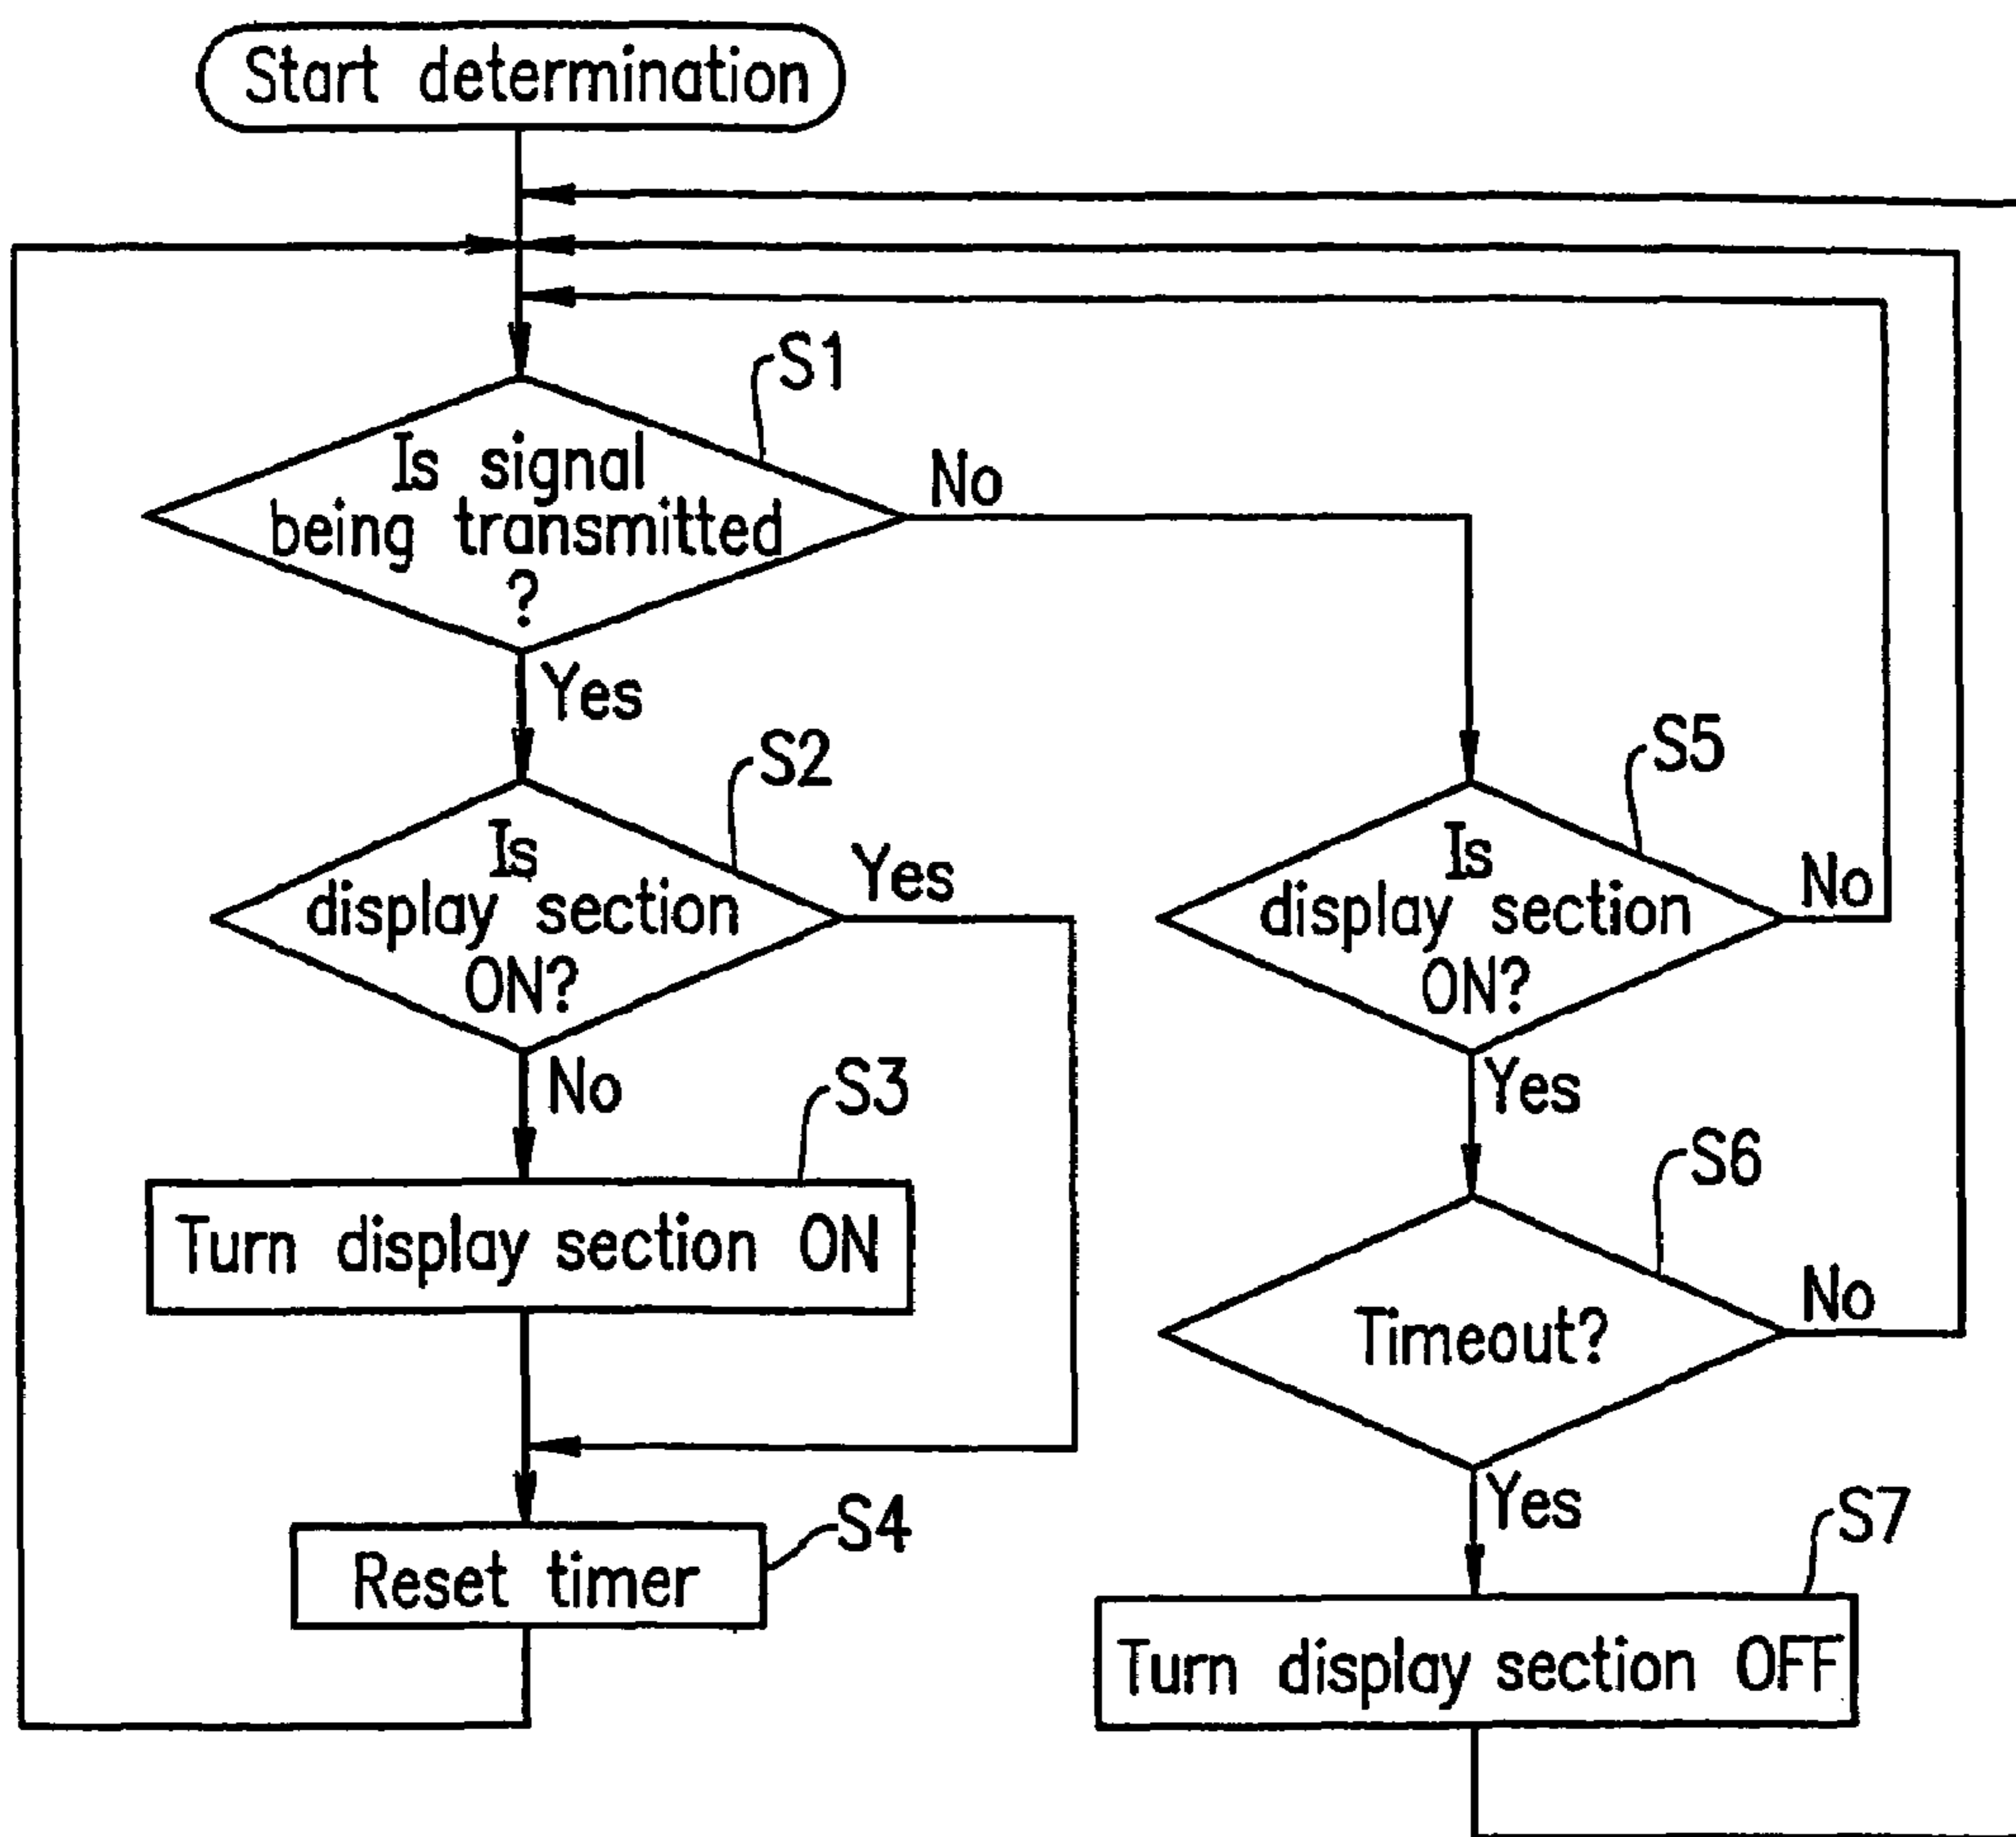 Start determination
S1
Is signal
being transmitted
?
No
Yes
S2
Is
display section
ON?
Yes
No
S3
Turn display section ON
S4
Reset timer
S5
Is
display section
ON?
No
Yes
S6
Timeout?
No
Yes
S7
Turn display section OFF